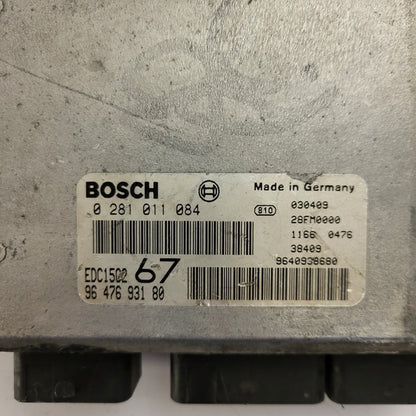 BOSCH
Made in Germany
0 281 011 084
810
030409
28FM0000
1166 0476
38409
9640938680
EDC15C2 67
96 476 931 80